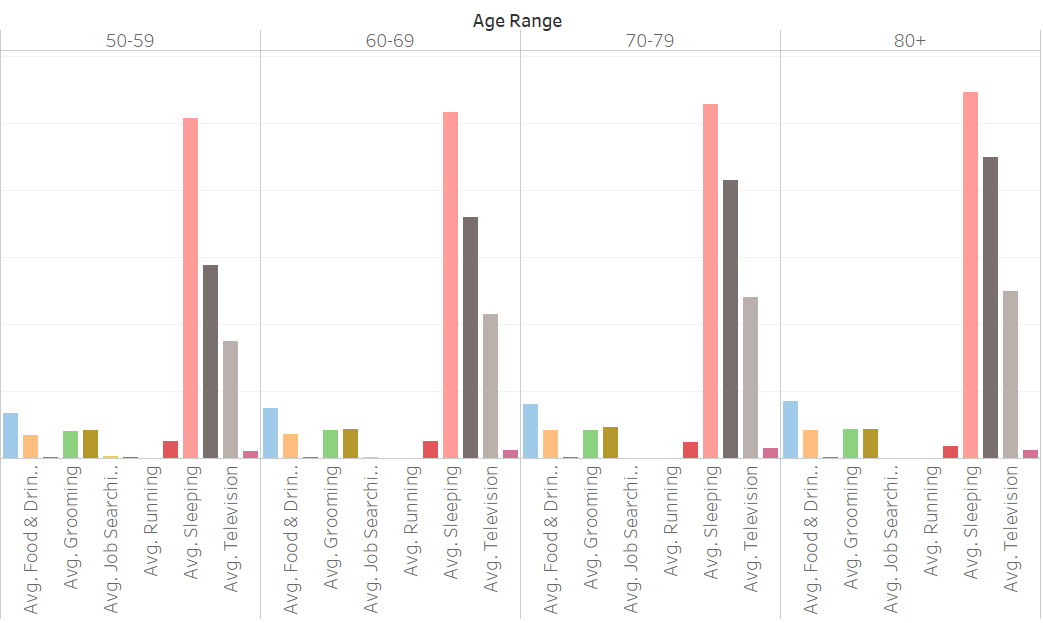 Age Range
50-59
60-69
70-79
80+
Avg. Food & Drin..
Avg. Grooming
Avg. Job Searchi..
Avg. Running
Avg. Sleeping
Avg. Television
Avg. Food & Drin..
Avg. Grooming
Avg. Job Searchi..
Avg. Running
Avg. Sleeping
Avg. Television
Avg. Food & Drin..
Avg. Grooming
Avg. Job Searchi..
Avg. Running
Avg. Sleeping
Avg. Television
Avg. Food & Drin..
Avg. Grooming
Avg. Job Searchi..
Avg. Running
Avg. Sleeping
Avg. Television